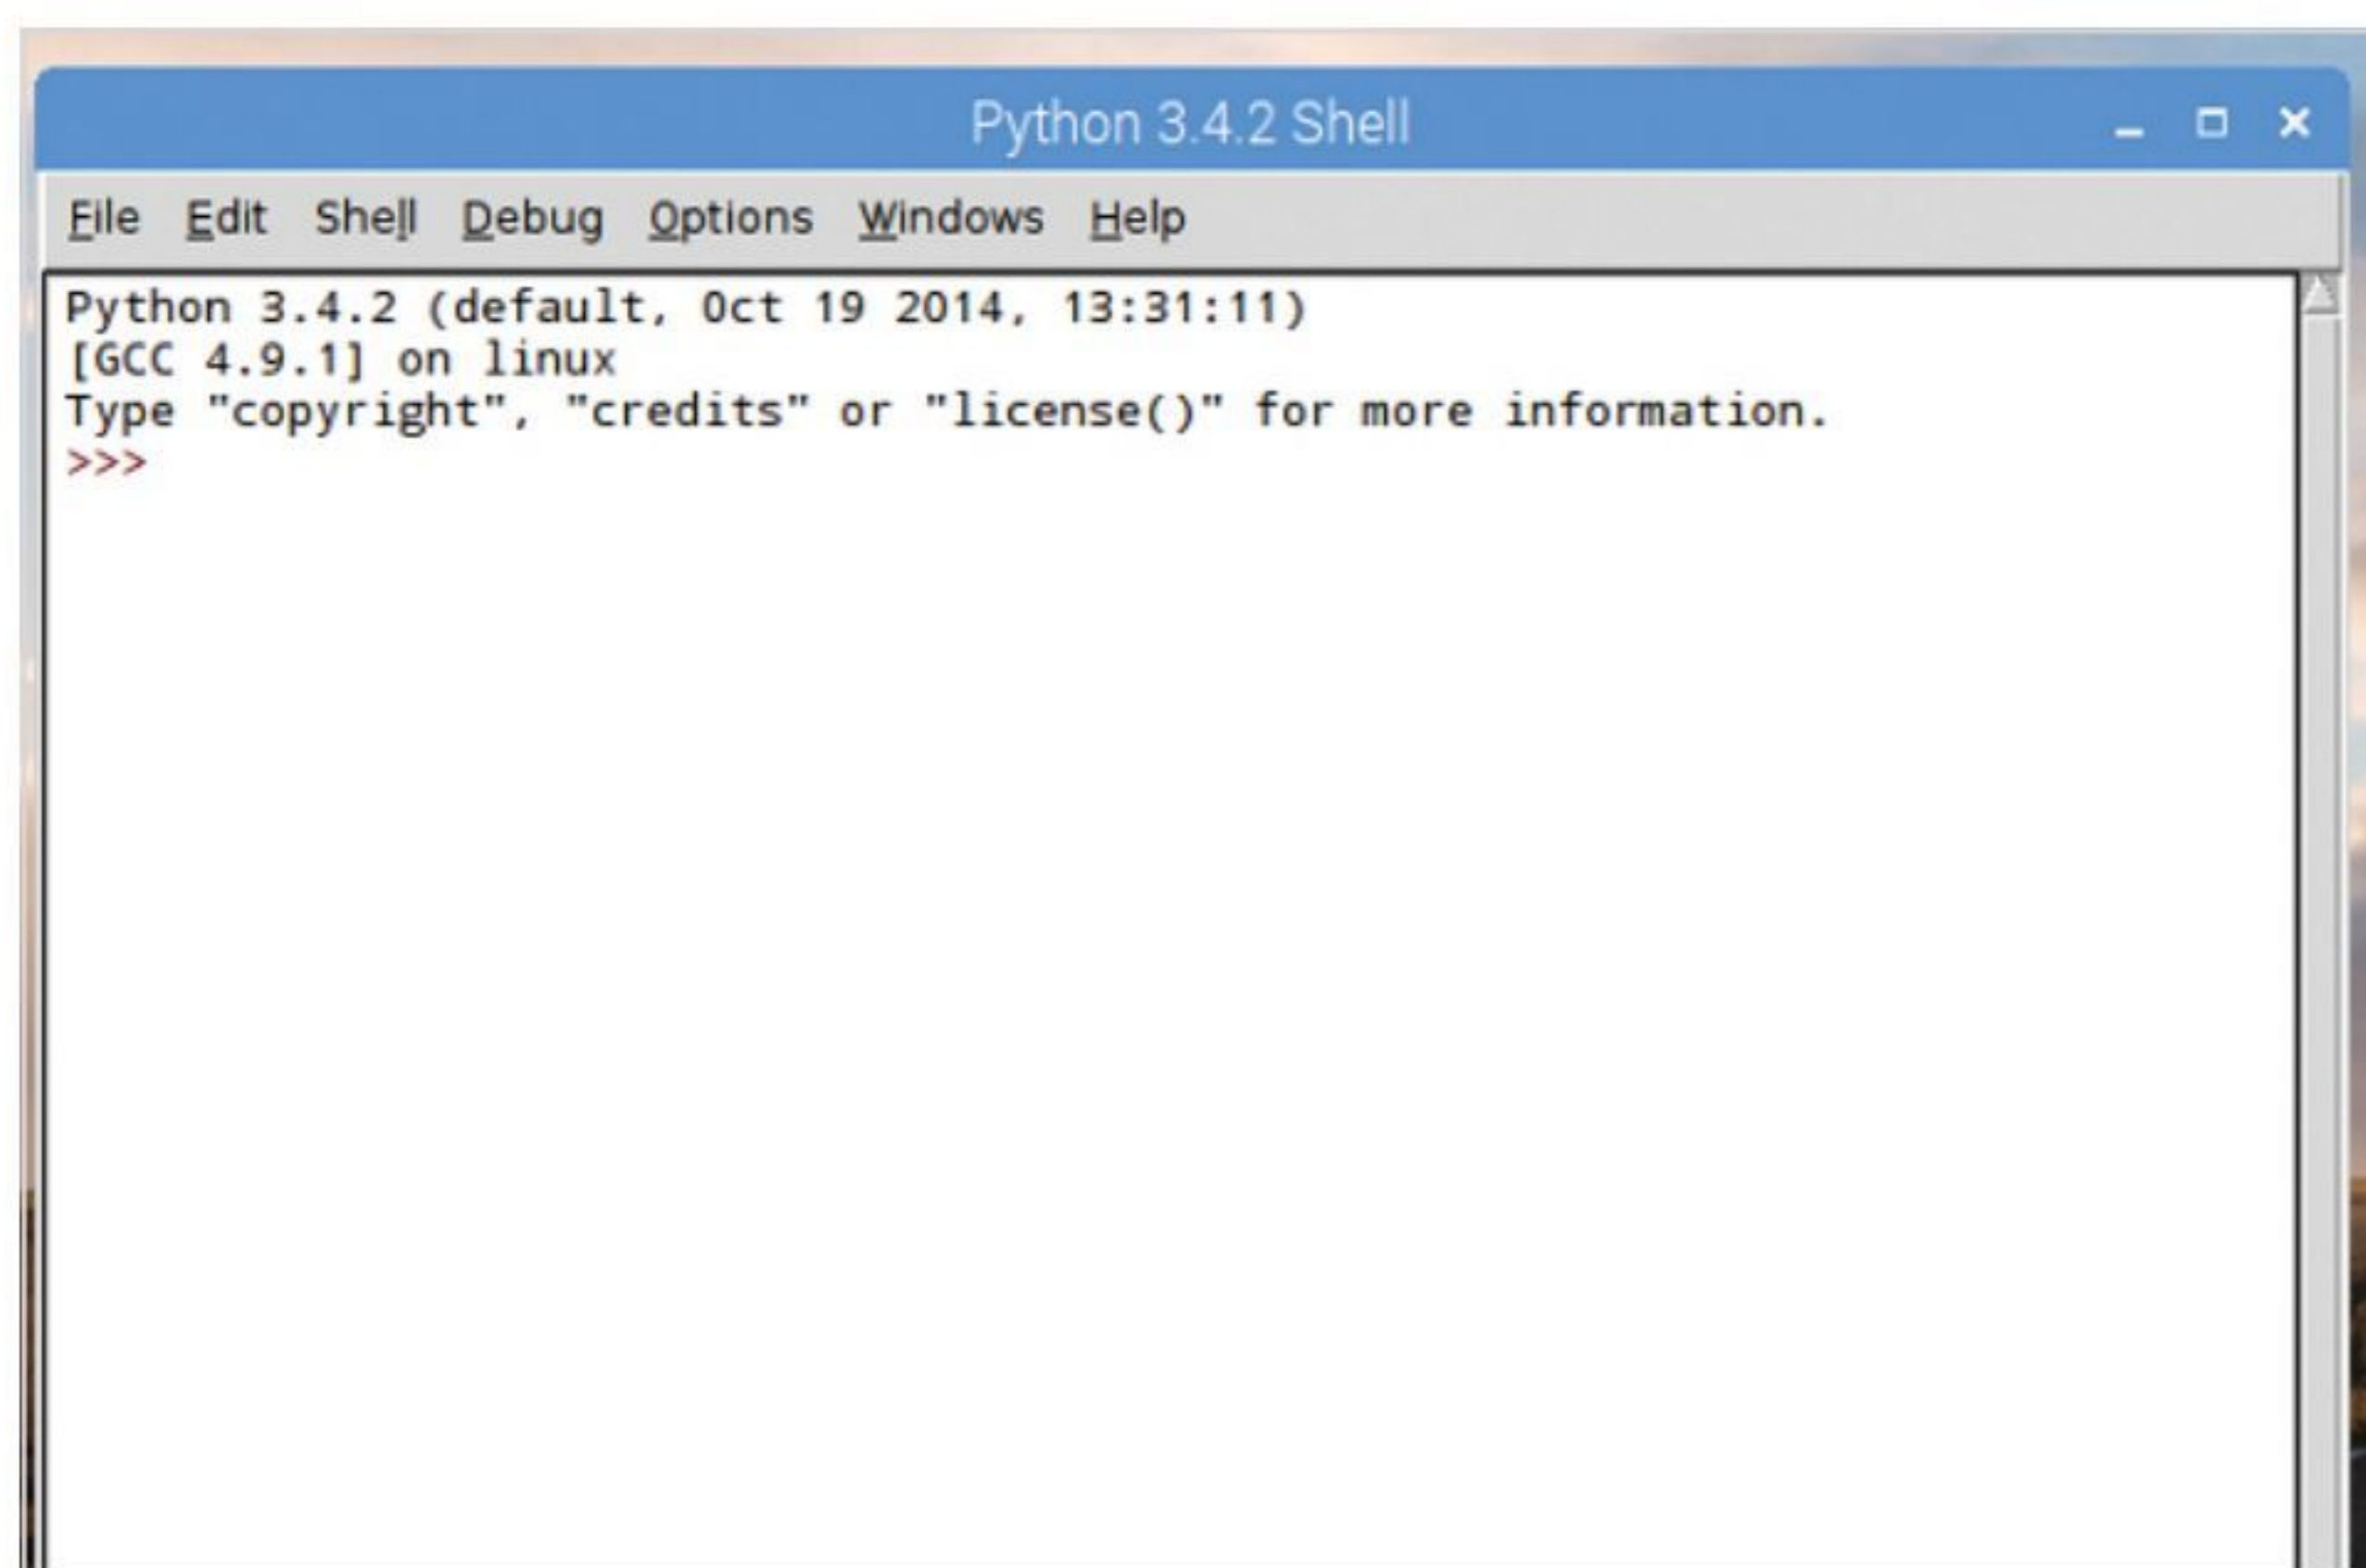 Python 3.4.2 Shell
File Edit Shell Debug Options Windows Help
Python 3.4.2 (default, Oct 19 2014, 13:31:11)
[GCC 4.9.1] on linux
Type "copyright", "credits" or "license()" for more information.
>>>